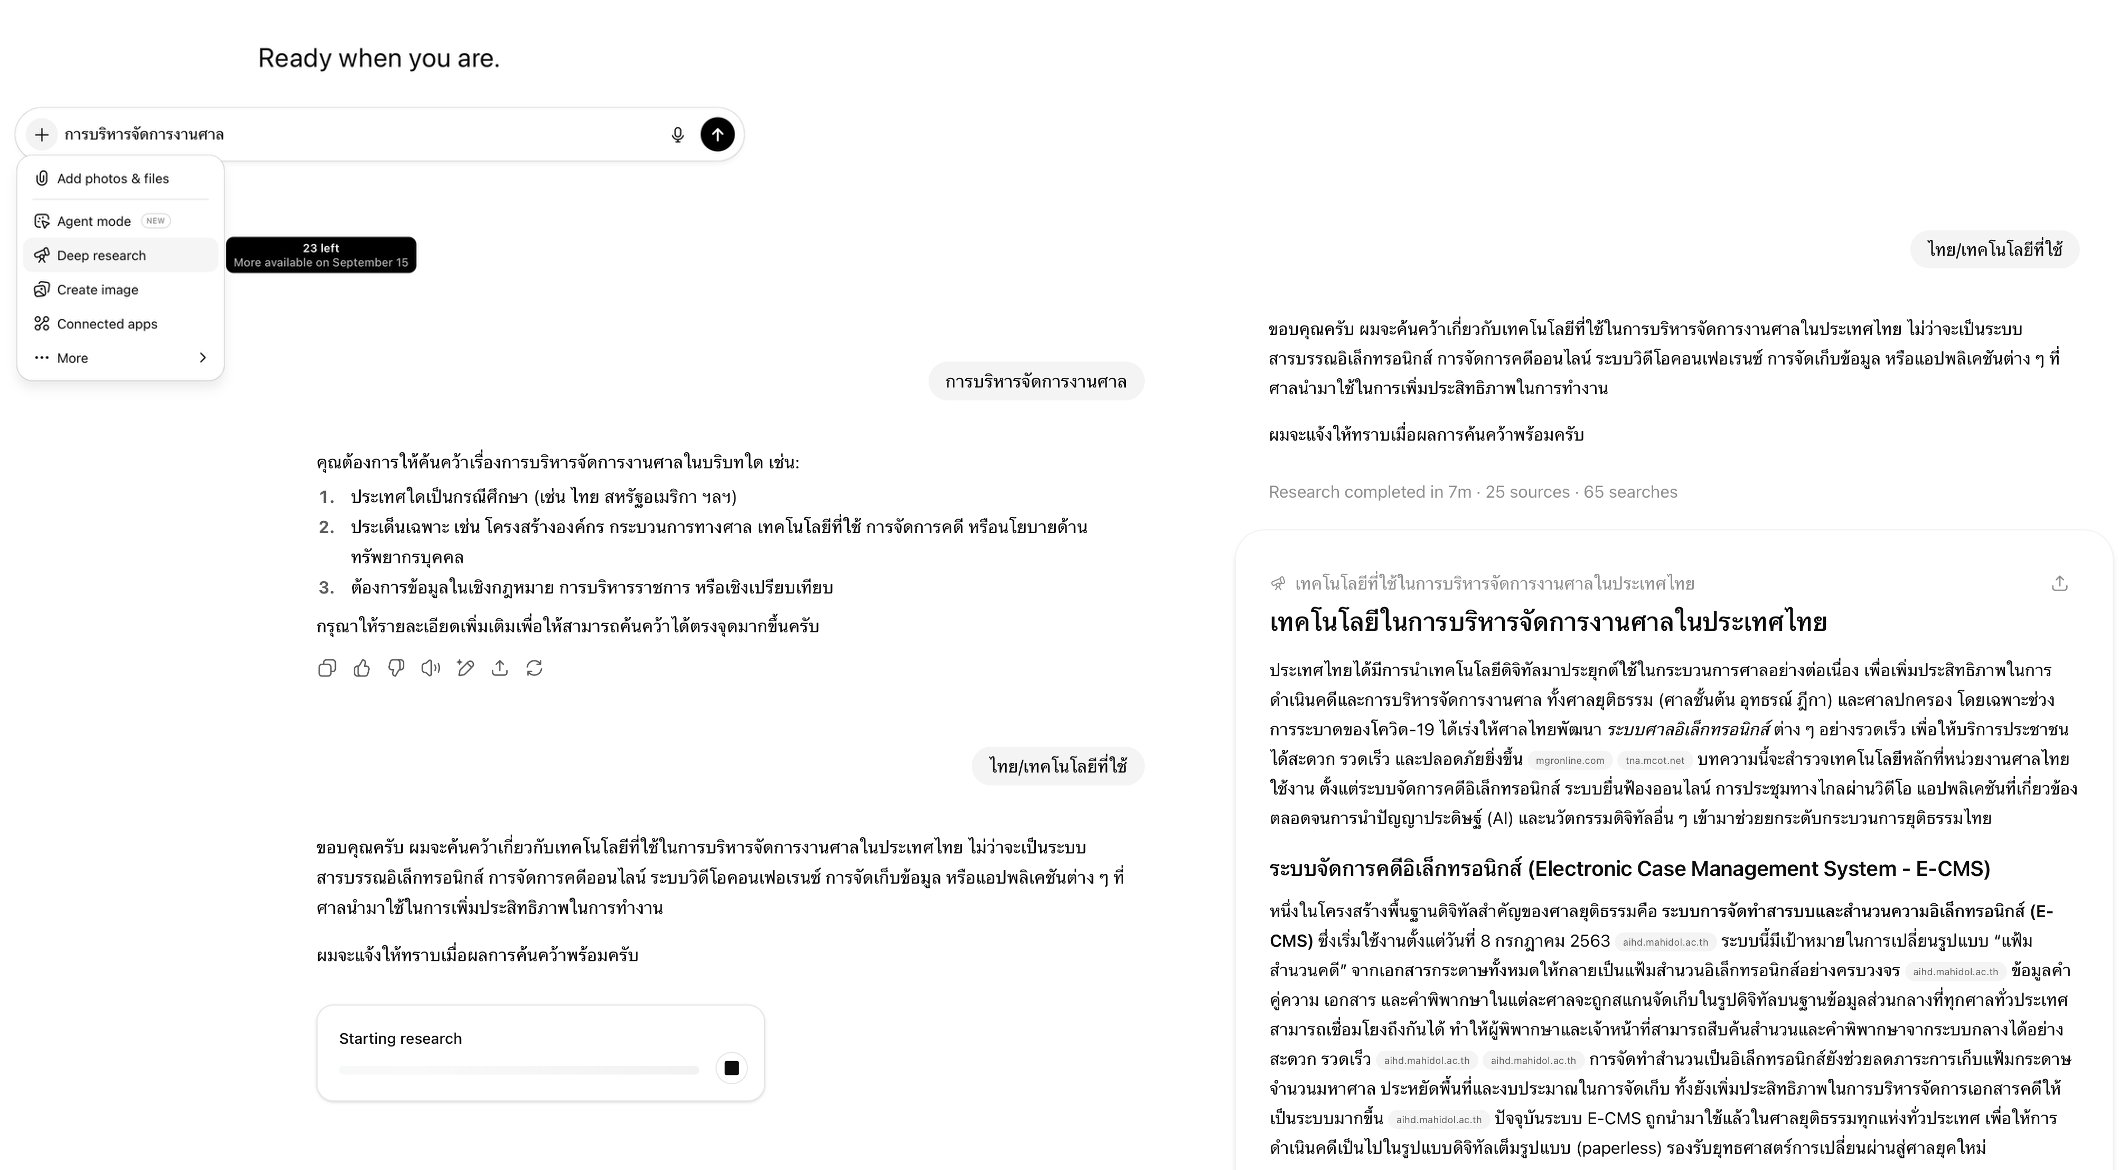 Ready when you are.
การบริหารจัดการงานศาล
Add photos & files
Agent mode NEW
Deep research
23 left
More available on September 15
Create image
Connected apps
More
การบริหารจัดการงานศาล
คุณต้องการให้ค้นคว้าเรื่องการบริหารจัดการงานศาลในบริบทใด เช่น:
1. ประเทศใดเป็นกรณีศึกษา (เช่น ไทย สหรัฐอเมริกา ฯลฯ)
2. ประเด็นเฉพาะ เช่น โครงสร้างองค์กร กระบวนการทางศาล เทคโนโลยีที่ใช้ การจัดการคดี หรือนโยบายด้าน
ทรัพยากรบุคคล
3. ต้องการข้อมูลในเชิงกฎหมาย การบริหารราชการ หรือเชิงเปรียบเทียบ
กรุณาให้รายละเอียดเพิ่มเติมเพื่อให้สามารถค้นคว้าได้ตรงจุดมากขึ้นครับ
ไทย/เทคโนโลยีที่ใช้
ขอบคุณครับ ผมจะค้นคว้าเกี่ยวกับเทคโนโลยีที่ใช้ในการบริหารจัดการงานศาลในประเทศไทย ไม่ว่าจะเป็นระบบ
สารบรรณอิเล็กทรอนิกส์ การจัดการคดีออนไลน์ ระบบวิดีโอคอนเฟอเรนซ์ การจัดเก็บข้อมูล หรือแอปพลิเคชันต่าง ๆ ที่
ศาลนำมาใช้ในการเพิ่มประสิทธิภาพในการทำงาน
ผมจะแจ้งให้ทราบเมื่อผลการค้นคว้าพร้อมครับ
Starting research
ไทย/เทคโนโลยีที่ใช้
ขอบคุณครับ ผมจะค้นคว้าเกี่ยวกับเทคโนโลยีที่ใช้ในการบริหารจัดการงานศาลในประเทศไทย ไม่ว่าจะเป็นระบบ
สารบรรณอิเล็กทรอนิกส์ การจัดการคดีออนไลน์ ระบบวิดีโอคอนเฟอเรนซ์ การจัดเก็บข้อมูล หรือแอปพลิเคชันต่าง ๆ ที่
ศาลนำมาใช้ในการเพิ่มประสิทธิภาพในการทำงาน
ผมจะแจ้งให้ทราบเมื่อผลการค้นคว้าพร้อมครับ
Research completed in 7m · 25 sources · 65 searches
เทคโนโลยีที่ใช้ในการบริหารจัดการงานศาลในประเทศไทย
เทคโนโลยีในการบริหารจัดการงานศาลในประเทศไทย
ประเทศไทยได้มีการนำเทคโนโลยีดิจิทัลมาประยุกต์ใช้ในกระบวนการศาลอย่างต่อเนื่อง เพื่อเพิ่มประสิทธิภาพในการ
ดำเนินคดีและการบริหารจัดการงานศาล ทั้งศาลยุติธรรม (ศาลชั้นต้น อุทธรณ์ ฎีกา) และศาลปกครอง โดยเฉพาะช่วง
การระบาดของโควิด-19 ได้เร่งให้ศาลไทยพัฒนา ระบบศาลอิเล็กทรอนิกส์ ต่าง ๆ อย่างรวดเร็ว เพื่อให้บริการประชาชน
ได้สะดวก รวดเร็ว และปลอดภัยยิ่งขึ้น mgronline.com tna.mcot.net บทความนี้จะสำรวจเทคโนโลยีหลักที่หน่วยงานศาลไทย
ใช้งาน ตั้งแต่ระบบจัดการคดีอิเล็กทรอนิกส์ ระบบยื่นฟ้องออนไลน์ การประชุมทางไกลผ่านวิดีโอ แอปพลิเคชันที่เกี่ยวข้อง
ตลอดจนการนำปัญญาประดิษฐ์ (AI) และนวัตกรรมดิจิทัลอื่น ๆ เข้ามาช่วยยกระดับกระบวนการยุติธรรมไทย
ระบบจัดการคดีอิเล็กทรอนิกส์ (Electronic Case Management System - E-CMS)
หนึ่งในโครงสร้างพื้นฐานดิจิทัลสำคัญของศาลยุติธรรมคือ ระบบการจัดทำสารบบและสำนวนความอิเล็กทรอนิกส์ (E-
CMS) ซึ่งเริ่มใช้งานตั้งแต่วันที่ 8 กรกฎาคม 2563 aihd.mahidol.ac.th ระบบนี้มีเป้าหมายในการเปลี่ยนรูปแบบ “แฟ้ม
สำนวนคดี” จากเอกสารกระดาษทั้งหมดให้กลายเป็นแฟ้มสำนวนอิเล็กทรอนิกส์อย่างครบวงจร aihd.mahidol.ac.th ข้อมูลคำ
คู่ความ เอกสาร และคำพิพากษาในแต่ละศาลจะถูกสแกนจัดเก็บในรูปดิจิทัลบนฐานข้อมูลส่วนกลางที่ทุกศาลทั่วประเทศ
สามารถเชื่อมโยงถึงกันได้ ทำให้ผู้พิพากษาและเจ้าหน้าที่สามารถสืบค้นสำนวนและคำพิพากษาจากระบบกลางได้อย่าง
สะดวก รวดเร็ว aihd.mahidol.ac.th aihd.mahidol.ac.th การจัดทำสำนวนเป็นอิเล็กทรอนิกส์ยังช่วยลดภาระการเก็บแฟ้มกระดาษ
จำนวนมหาศาล ประหยัดพื้นที่และงบประมาณในการจัดเก็บ ทั้งยังเพิ่มประสิทธิภาพในการบริหารจัดการเอกสารคดีให้
เป็นระบบมากขึ้น aihd.mahidol.ac.th ปัจจุบันระบบ E-CMS ถูกนำมาใช้แล้วในศาลยุติธรรมทุกแห่งทั่วประเทศ เพื่อให้การ
ดำเนินคดีเป็นไปในรูปแบบดิจิทัลเต็มรูปแบบ (paperless) รองรับยุทธศาสตร์การเปลี่ยนผ่านสู่ศาลยุคใหม่